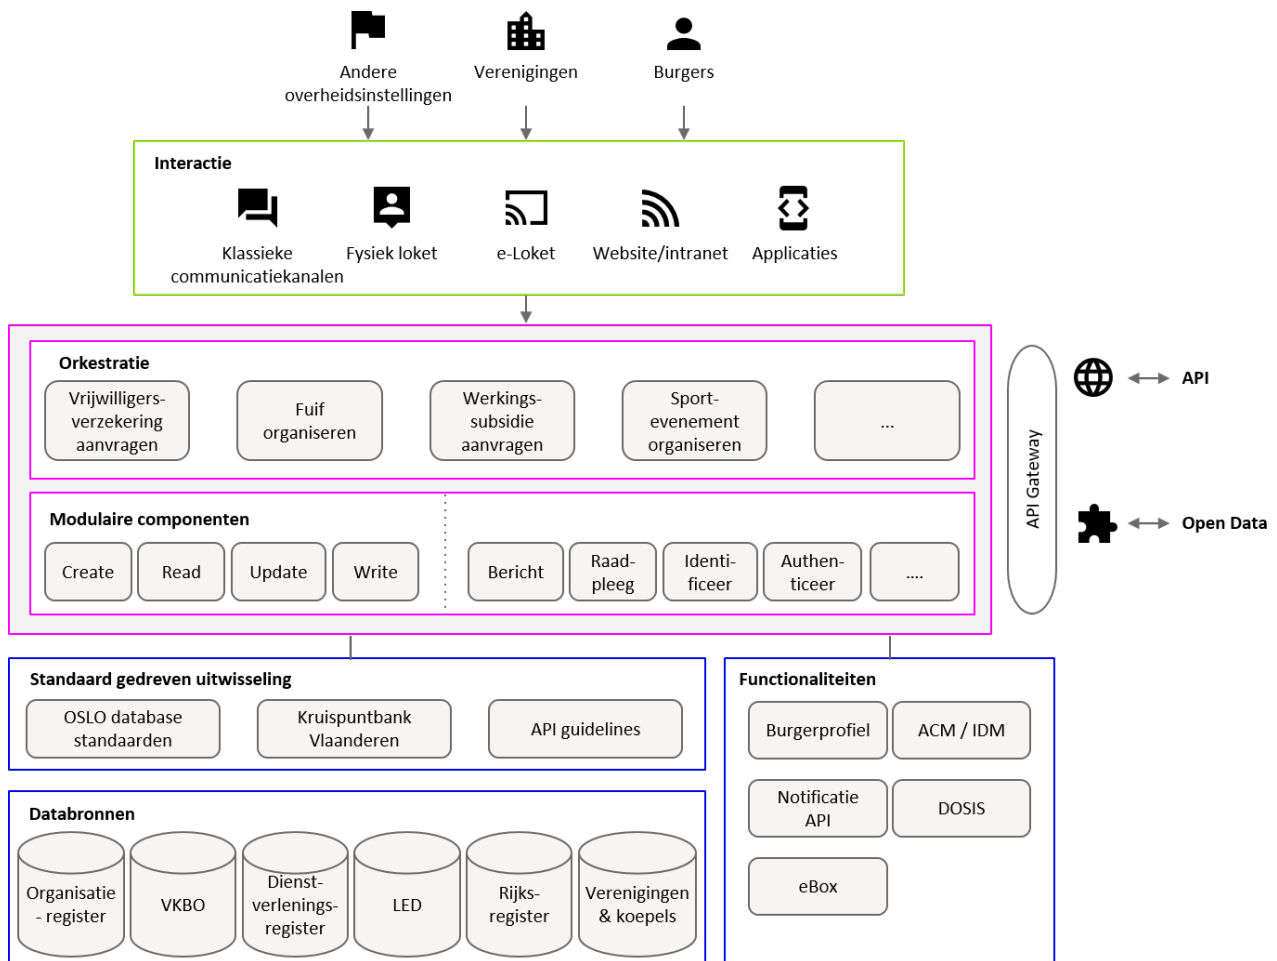 Andere
overheidsinstellingen
Verenigingen
Burgers
Interactie
Klassieke
communicatiekanalen
Fysiek loket
e-Loket
Website/intranet
Applicaties
Orkestratie
Vrijwilligers-
verzekering
aanvragen
Fuif
organiseren
Werkings-
subsidie
aanvragen
Sport-
evenement
organiseren
...
Modulaire componenten
Create
Read
Update
Write
Bericht
Raad-
pleeg
Identi-
ficeer
Authen-
ticeer
....
API Gateway
API
Open Data
Standaard gedreven uitwisseling
OSLO database
standaarden
Kruispuntbank
Vlaanderen
API guidelines
Functionaliteiten
Burgerprofiel
ACM / IDM
Notificatie
API
DOSIS
eBox
Databronnen
Organisatie
- register
VKBO
Dienst-
verlenings-
register
LED
Rijks-
register
Verenigingen
& koepels